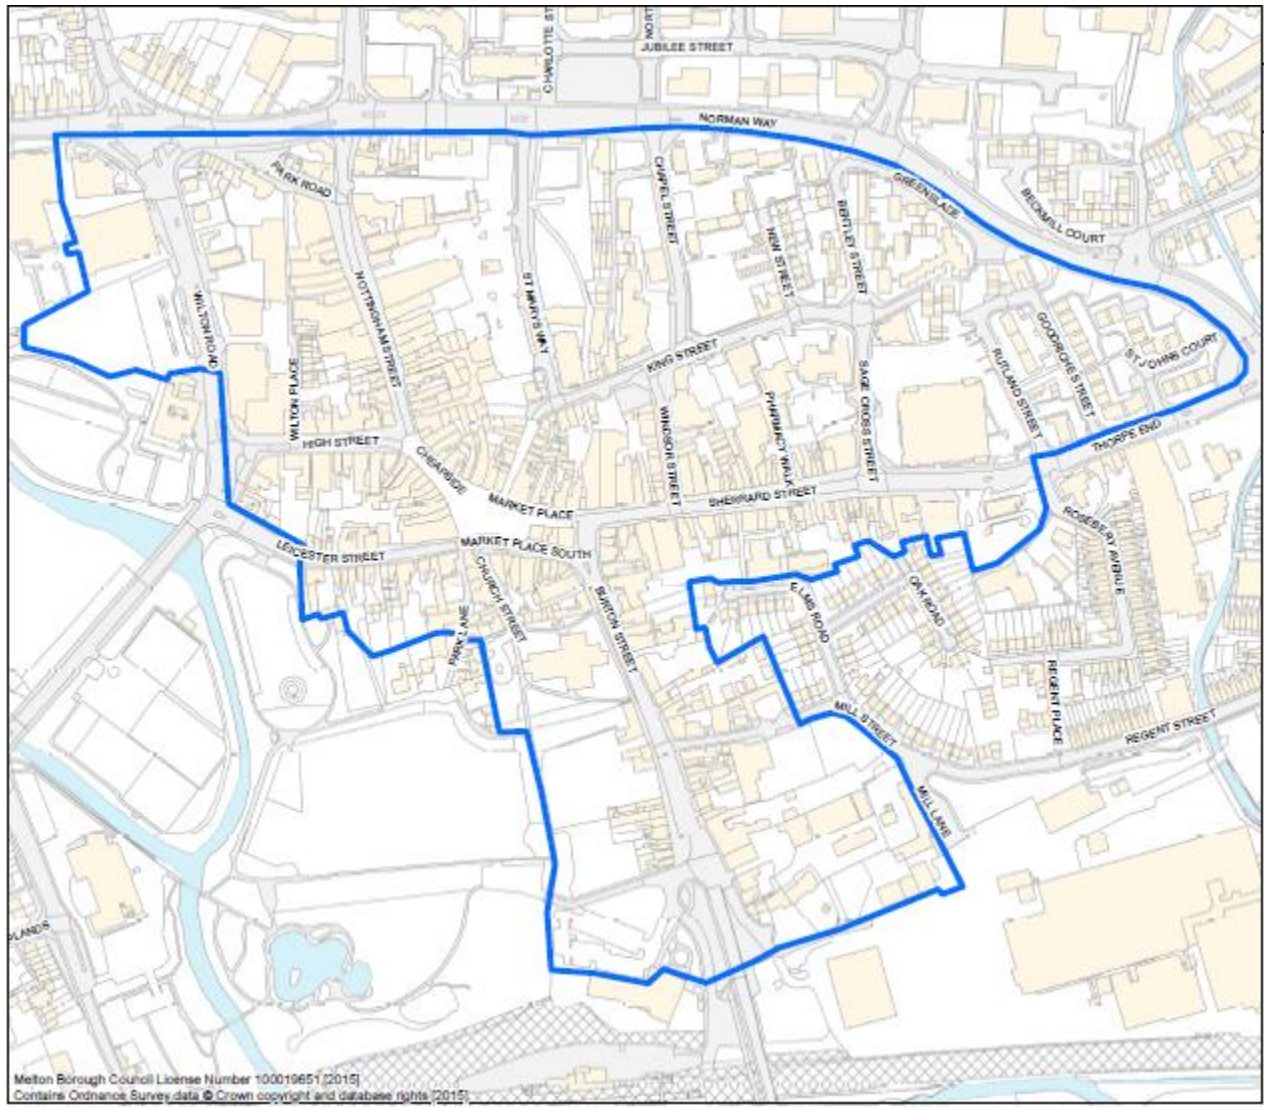 CHARLOTTE ST
NORT
JUBILEE STREET
NORMAN WAY
PARK ROAD
CHAPEL STREET
GREENSLADE
BECKMILL COURT
BENTLEY STREET
NEW STREET
WILTON ROAD
NOTTINGHAM STREET
ST MARYS WAY
GOODRICKE STREET
ST JOHNS COURT
KING STREET
RUTLAND STREET
WILTON PLACE
SAGE CROSS STREET
PHARMACY WALK
WINDSOR STREET
HIGH STREET
CHEAPSIDE
THORPE END
MARKET PLACE
SHERRARD STREET
ROSEBERY AVENUE
LEICESTER STREET
MARKET PLACE SOUTH
CHURCH STREET
BURTON STREET
ELMS ROAD
OAK ROAD
PARK LANE
REGENT PLACE
MILL STREET
REGENT STREET
MILL LANE
PLANDS
Melton Borough Council License Number 100019651 [2015]
Contains Ordnance Survey data © Crown copyright and database rights [2015]